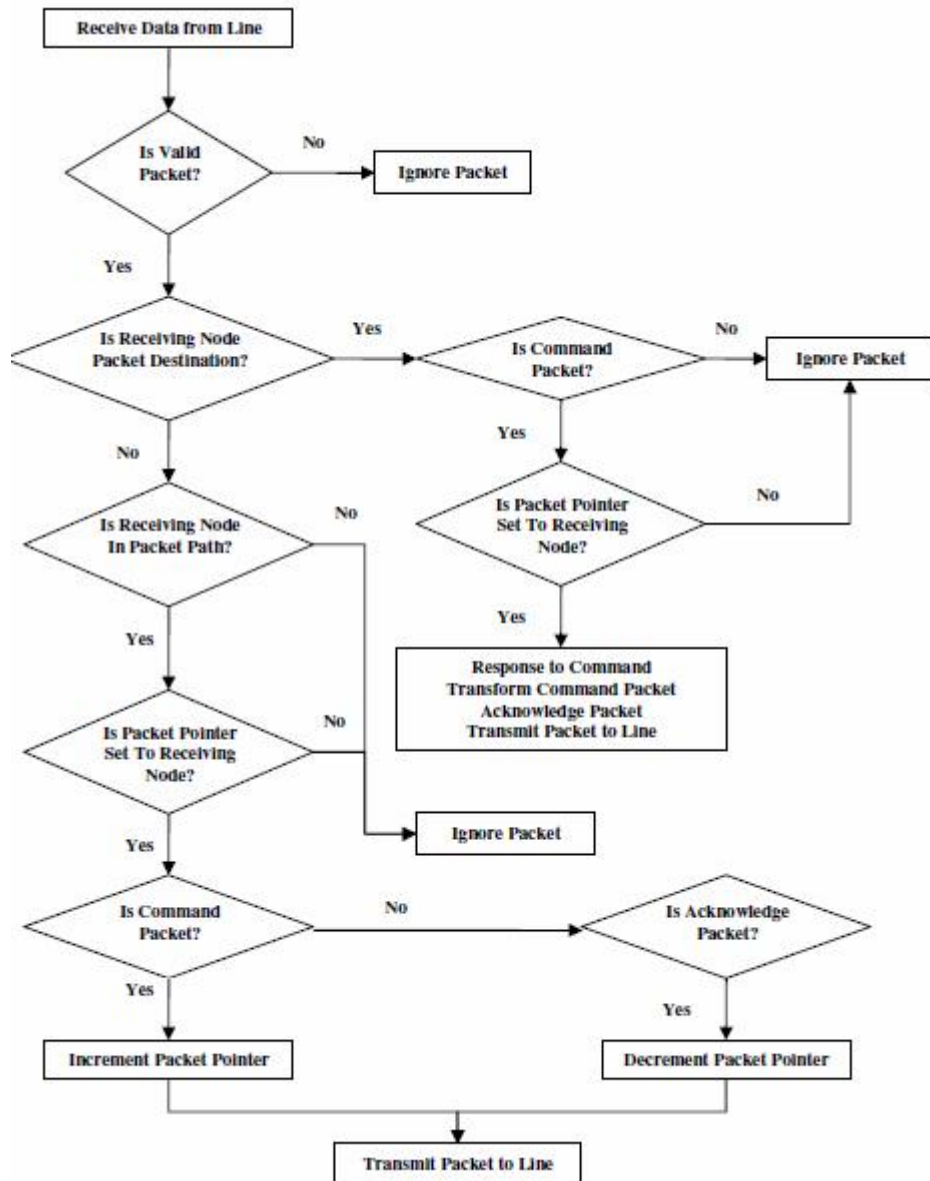 Receive Data from Line
Is Valid
Packet?
No
Ignore Packet
Yes
Is Receiving Node
Packet Destination?
Yes
Is Command
Packet?
No
Ignore Packet
No
Yes
Is Receiving Node
In Packet Path?
No
Is Packet Pointer
Set To Receiving
Node?
No
Yes
Yes
Response to Command
Transform Command Packet
Acknowledge Packet
Transmit Packet to Line
Is Packet Pointer
Set To Receiving
Node?
No
Ignore Packet
Yes
Is Command
Packet?
No
Is Acknowledge
Packet?
Yes
Yes
Increment Packet Pointer
Decrement Packet Pointer
Transmit Packet to Line